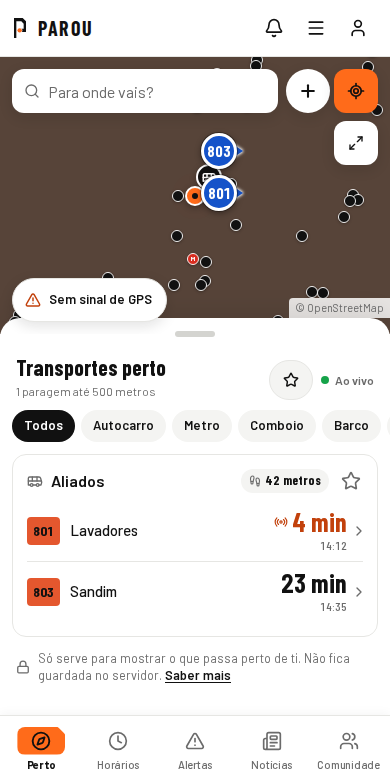 PAROU
Para onde vais?
803
801
M
Sem sinal de GPS
© OpenStreetMap
Transportes perto
1 paragem até 500 metros
Ao vivo
Todos
Autocarro
Metro
Comboio
Barco
Aliados
42 metros
801
Lavadores
4 min
14:12
803
Sandim
23 min
14:35
Só serve para mostrar o que passa perto de ti. Não fica
guardada no servidor. Saber mais
Perto
Horários
Alertas
Notícias
Comunidade